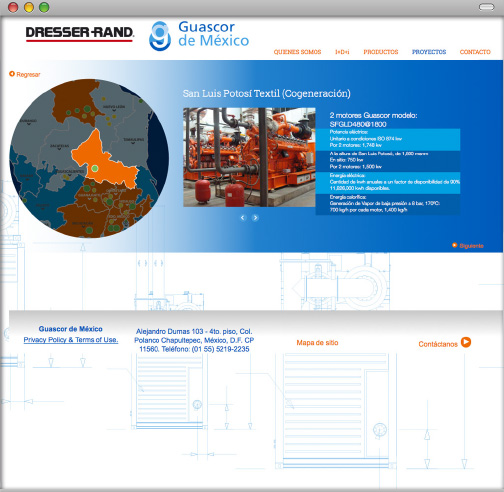 DRESSER-RAND
Guascor
de México
QUIENES SOMOS
I+D+i
PRODUCTOS
PROYECTOS
CONTACTO
Regresar
San Luis Potosí Textil (Cogeneración)
2 motores Guascor modelo:
SFGLD480@1800
Potencia eléctrica:
Unitario a condiciones ISO 874 kw
Por 2 motores: 1,748 kw
A la altura de San Luis Potosí, de 1,800 msnm
En sitio: 750 kw
Por 2 motores: 1,500 kw
Energía eléctrica:
Cantidad de kwh anuales a un factor de disponibilidad de 90%
kwh disponibles.
Energía calorífica:
Generación de Vapor de baja presión a 8 bar, 170ºC:
700 kg/h por cada motor, 1,400 kg/h
Siguiente
Guascor de México
Privacy Policy & Terms of Use.
Alejandro Dumas 103 - 4to. piso, Col.
Polanco Chapultepec, México, D.F. CP
11560. Teléfono: (01 55) 5219-2235
Mapa de sitio
Contáctanos